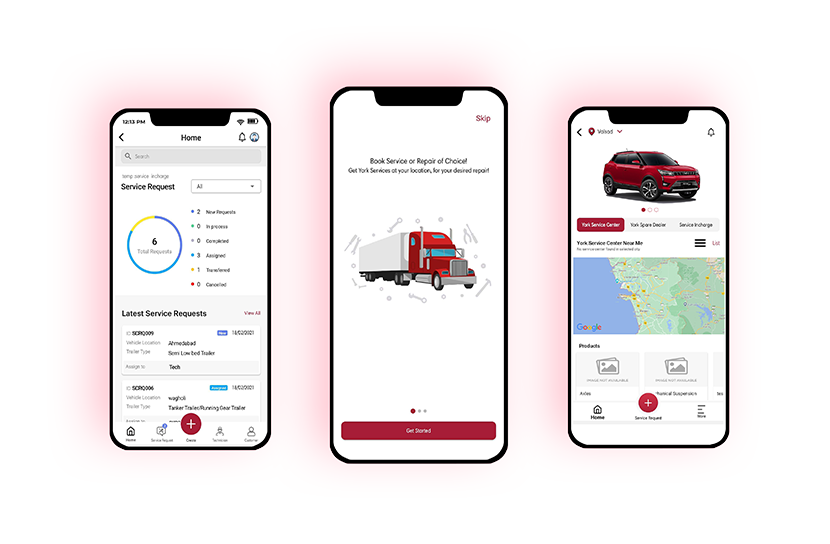 12:13 PM
Home
Search
temp service incharge
Service Request
All
6
Total Requests
2 New Requests
0 In process
0 Completed
3 Assigned
1 Transferred
0 Cancelled
Latest Service Requests
View All
ID SCRQ009
New
18/02/2021
Vehicle Location
Ahmedabad
Trailer Type
Semi Low bed Trailer
Assign to
Tech
ID SCRQ006
Assigned
18/02/2021
Vehicle Location
wagholi
Trailer Type
Tanker Trailer/Running Gear Trailer
Home
Service Request
Create
Technician
Customer
Skip
Book Service or Repair of Choice!
Get York Services at your location, for your desired repair!
Get Started
Valsad
York Service Center
York Spare Dealer
Service Incharge
York Service Center Near Me
No service center found in selected city
List
Google
Products
IMAGE NOT AVAILABLE
IMAGE NOT AVAILABLE
Axles
Mechanical Suspension
Home
Service Request
More